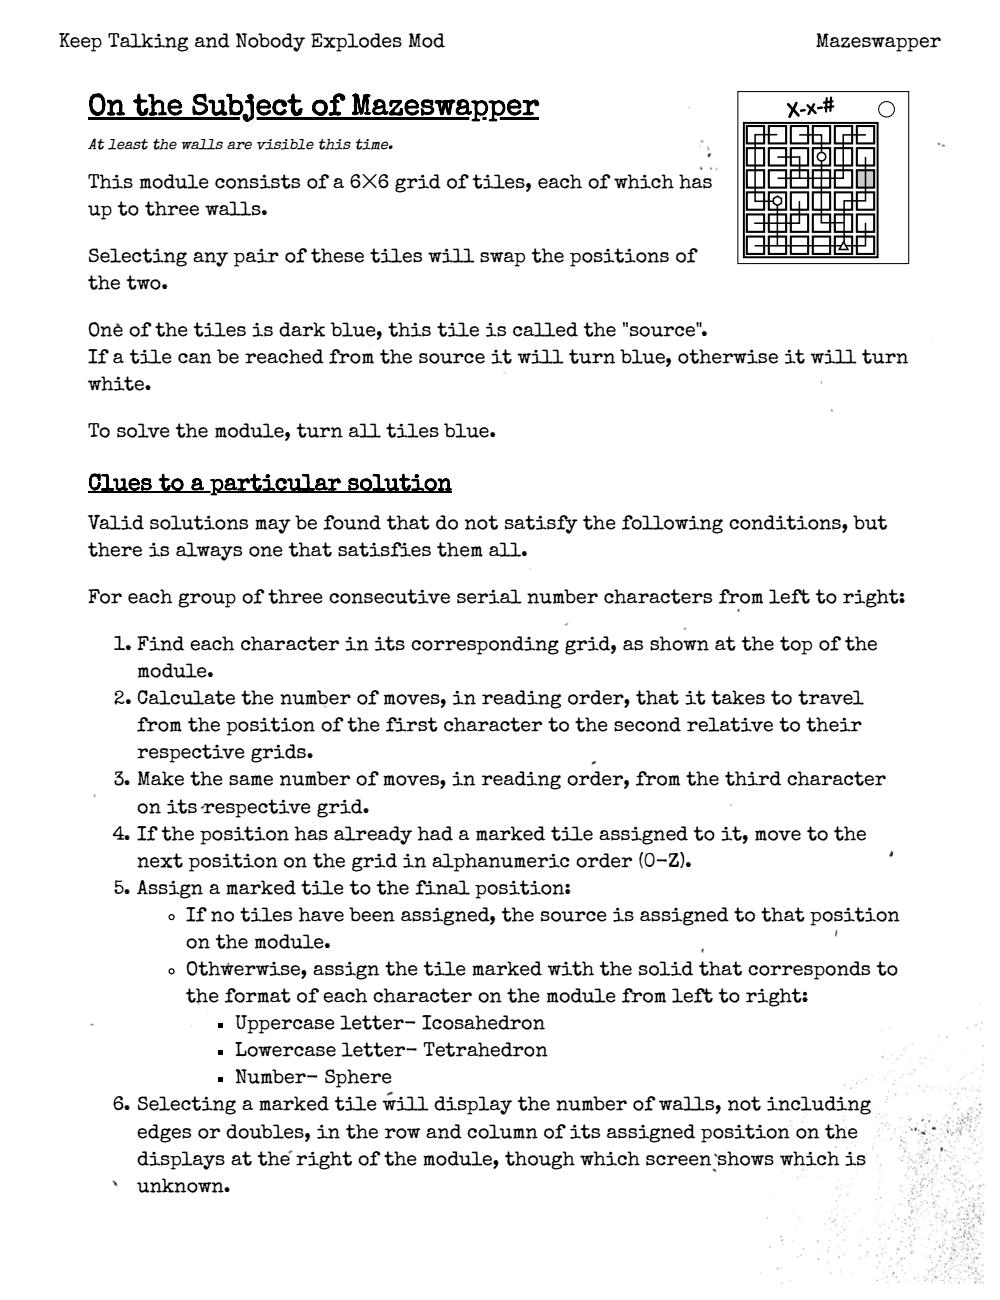 Keep Talking and Nobody Explodes Mod
Mazeswapper
On the Subject of Mazeswapper
X-x-#
At least the walls are visible this time.
This module consists of a 6×6 grid of tiles, each of which has
up to three walls.
Selecting any pair of these tiles will swap the positions of
the two.
One of the tiles is dark blue, this tile is called the "source".
If a tile can be reached from the source it will turn blue, otherwise it will turn
white.
To solve the module, turn all tiles blue.
Clues to a particular solution
Valid solutions may be found that do not satisfy the following conditions, but
there is always one that satisfies them all.
For each group of three consecutive serial number characters from left to right:
1. Find each character in its corresponding grid, as shown at the top of the
module.
2. Calculate the number of moves, in reading order, that it takes to travel
from the position of the first character to the second relative to their
respective grids.
3. Make the same number of moves, in reading order, from the third character
on its respective grid.
4. If the position has already had a marked tile assigned to it, move to the
next position on the grid in alphanumeric order (0-Z).
5. Assign a marked tile to the final position:
If no tiles have been assigned, the source is assigned to that position
on the module.
Othwerwise, assign the tile marked with the solid that corresponds to
the format of each character on the module from left to right:
Uppercase letter- Icosahedron
Lowercase letter- Tetrahedron
Number- Sphere
6. Selecting a marked tile will display the number of walls, not including
edges or doubles, in the row and column of its assigned position on the
displays at the right of the module, though which screen shows which is
unknown.